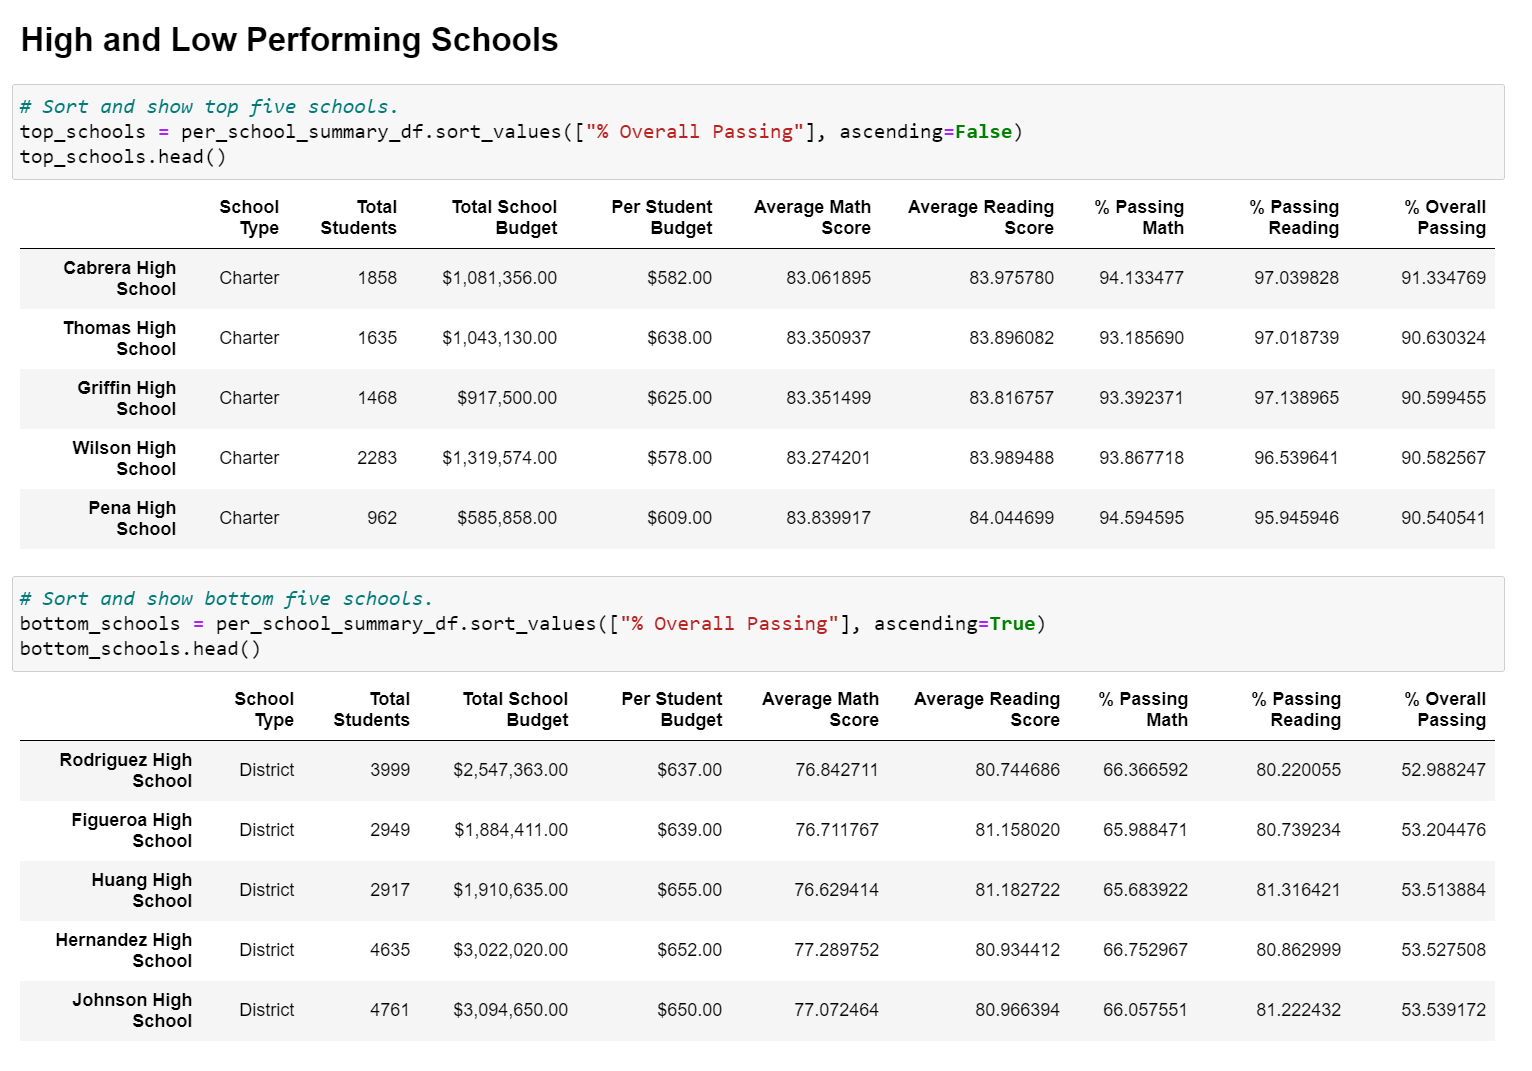 High and Low Performing Schools
# Sort and show top five schools.
top_schools = per_school_summary_df.sort_values(["% Overall Passing"], ascending=False)
top_schools.head()
School Type Total Students Total School Budget Per Student Budget Average Math Score Average Reading Score % Passing Math % Passing Reading % Overall Passing
Cabrera High School Charter 1858 $1,081,356.00 $582.00 83.061895 83.975780 94.133477 97.039828 91.334769
Thomas High School Charter 1635 $1,043,130.00 $638.00 83.350937 83.896082 93.185690 97.018739 90.630324
Griffin High School Charter 1468 $917,500.00 $625.00 83.351499 83.816757 93.392371 97.138965 90.599455
Wilson High School Charter 2283 $1,319,574.00 $578.00 83.274201 83.989488 93.867718 96.539641 90.582567
Pena High School Charter 962 $585,858.00 $609.00 83.839917 84.044699 94.594595 95.945946 90.540541
# Sort and show bottom five schools.
bottom_schools = per_school_summary_df.sort_values(["% Overall Passing"], ascending=True)
bottom_schools.head()
School Type Total Students Total School Budget Per Student Budget Average Math Score Average Reading Score % Passing Math % Passing Reading % Overall Passing
Rodriguez High School District 3999 $2,547,363.00 $637.00 76.842711 80.744686 66.366592 80.220055 52.988247
Figueroa High School District 2949 $1,884,411.00 $639.00 76.711767 81.158020 65.988471 80.739234 53.204476
Huang High School District 2917 $1,910,635.00 $655.00 76.629414 81.182722 65.683922 81.316421 53.513884
Hernandez High School District 4635 $3,022,020.00 $652.00 77.289752 80.934412 66.752967 80.862999 53.527508
Johnson High School District 4761 $3,094,650.00 $650.00 77.072464 80.966394 66.057551 81.222432 53.539172